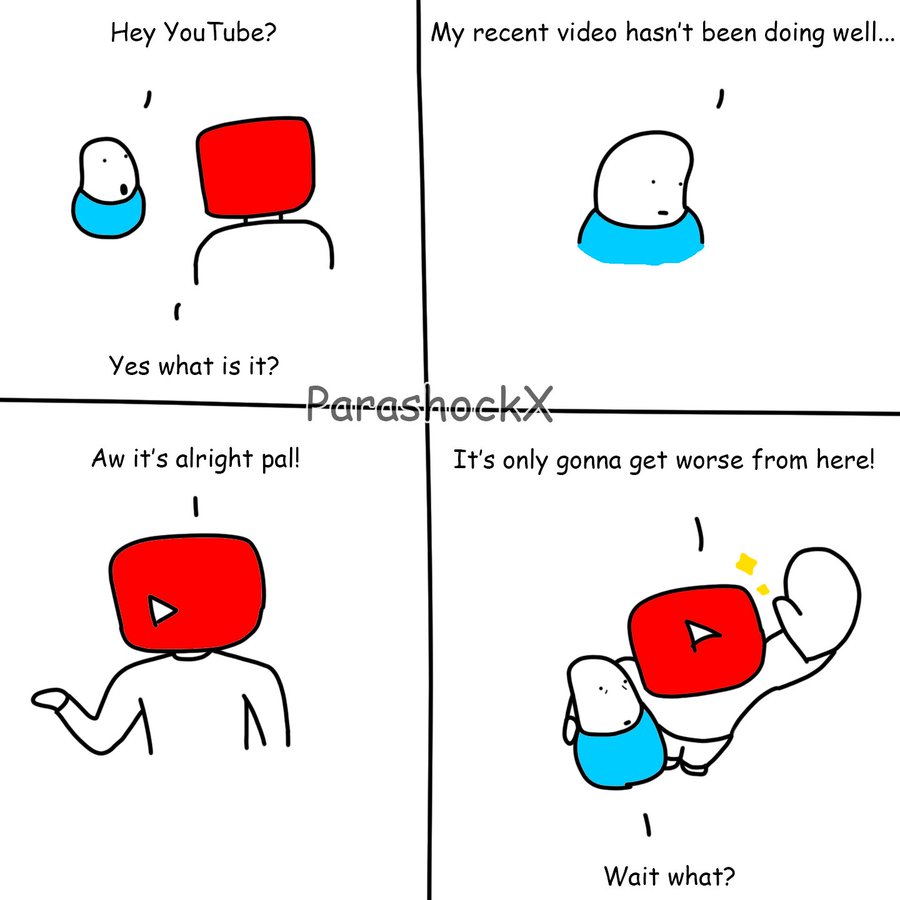 Hey YouTube?
Yes what is it?
My recent video hasn't been doing well...
ParashockX
Aw it's alright pal!
It's only gonna get worse from here!
Wait what?